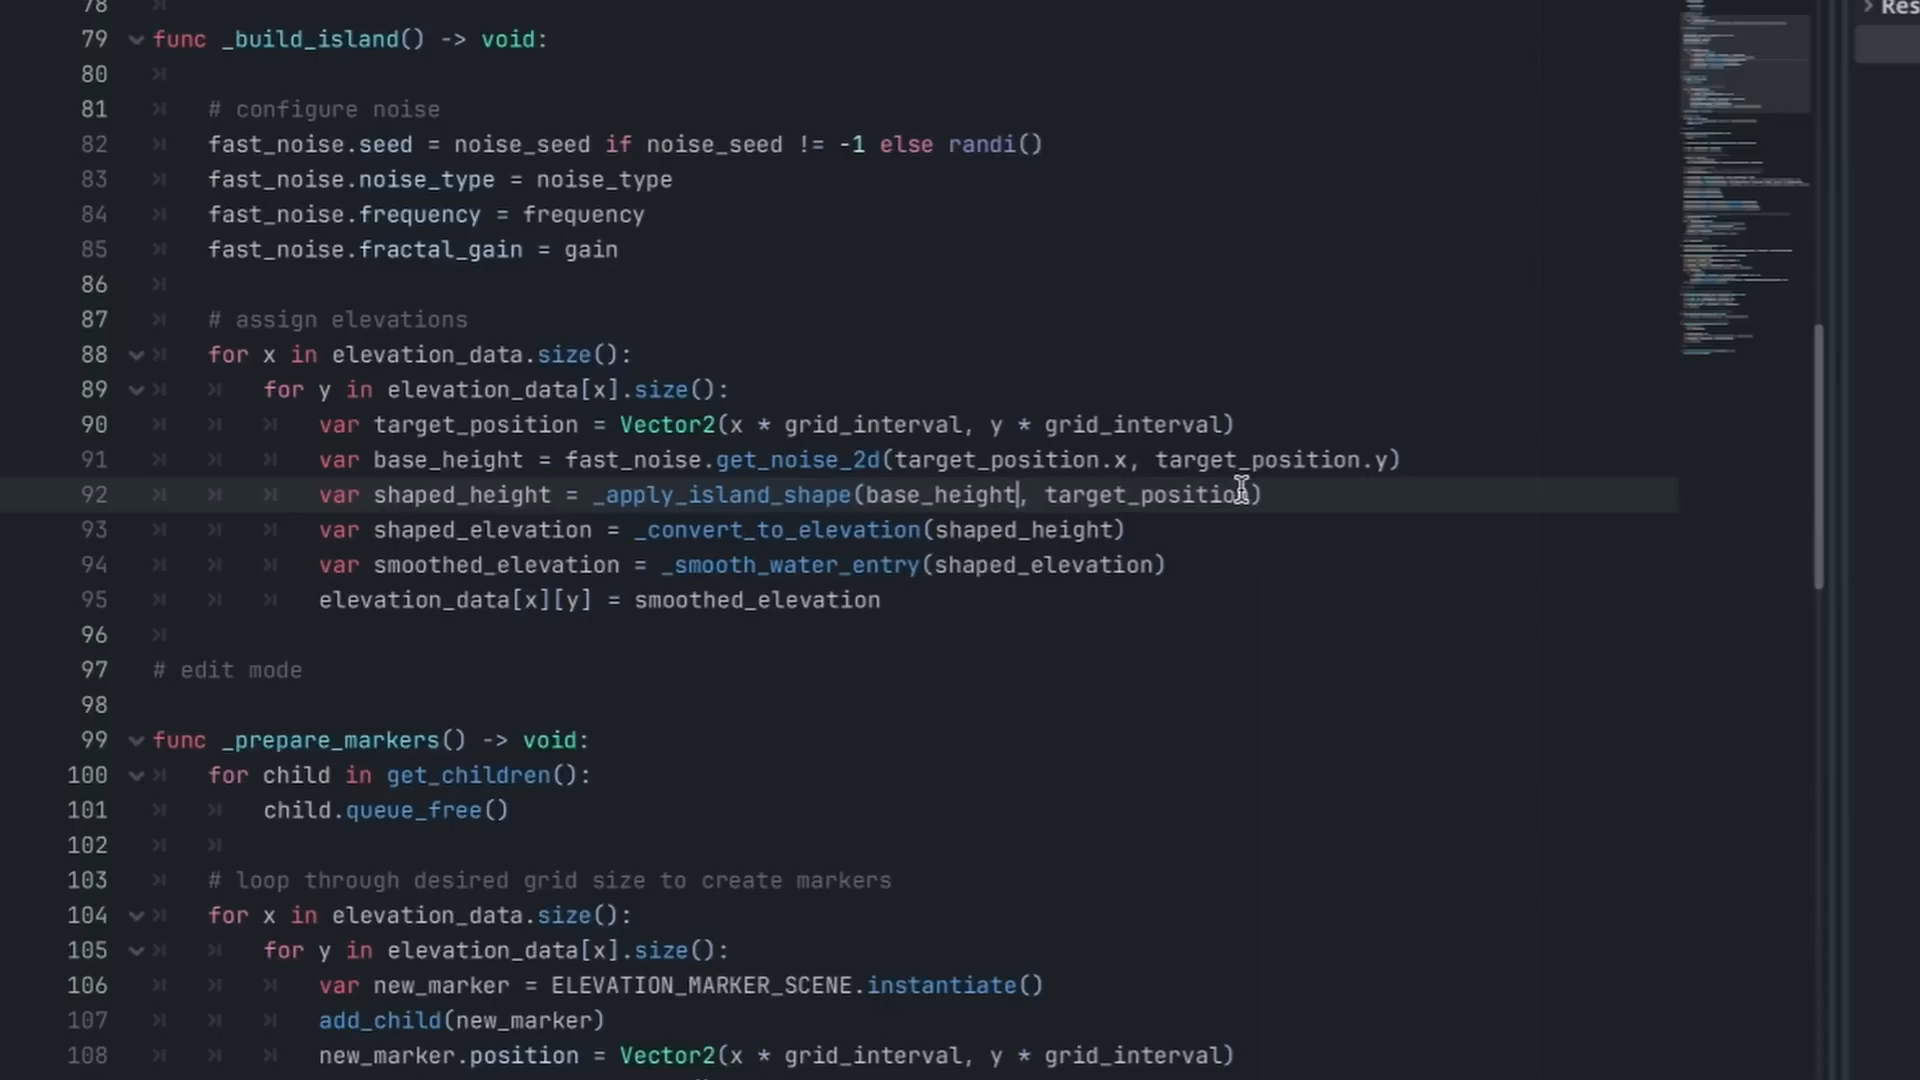 78
79 func _build_island() -> void:
80
81 # configure noise
82 fast_noise.seed = noise_seed if noise_seed != -1 else randi()
83 fast_noise.noise_type = noise_type
84 fast_noise.frequency = frequency
85 fast_noise.fractal_gain = gain
86
87 # assign elevations
88 for x in elevation_data.size():
89 for y in elevation_data[x].size():
90 var target_position = Vector2(x * grid_interval, y * grid_interval)
91 var base_height = fast_noise.get_noise_2d(target_position.x, target_position.y)
92 var shaped_height = _apply_island_shape(base_height, target_position)
93 var shaped_elevation = _convert_to_elevation(shaped_height)
94 var smoothed_elevation = _smooth_water_entry(shaped_elevation)
95 elevation_data[x][y] = smoothed_elevation
96
97 # edit mode
98
99 func _prepare_markers() -> void:
100 for child in get_children():
101 child.queue_free()
102
103 # loop through desired grid size to create markers
104 for x in elevation_data.size():
105 for y in elevation_data[x].size():
106 var new_marker = ELEVATION_MARKER_SCENE.instantiate()
107 add_child(new_marker)
108 new_marker.position = Vector2(x * grid_interval, y * grid_interval)
Res